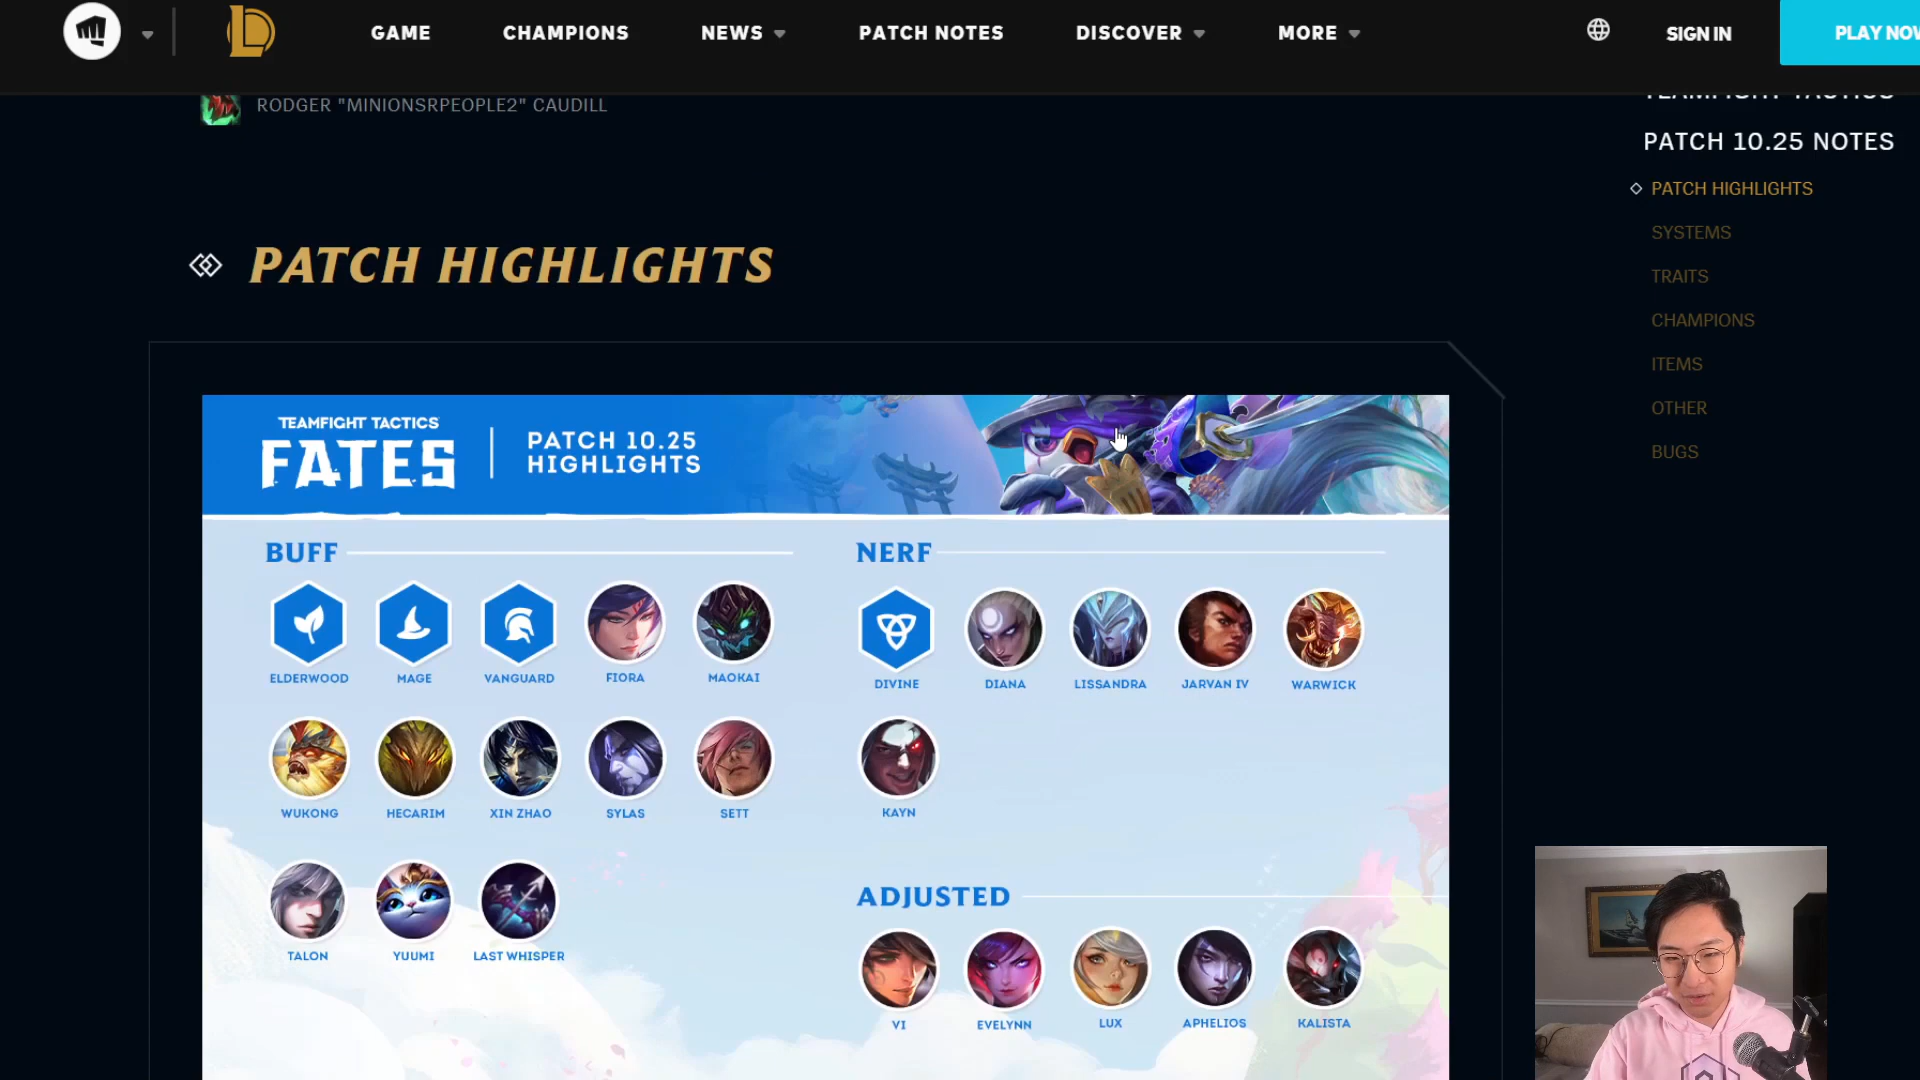 GAME
CHAMPIONS
NEWS
PATCH NOTES
DISCOVER
MORE
SIGN IN
PLAY NOW
RODGER "MINIONSRPEOPLE2" CAUDILL
TEAMFIGHT TACTICS
PATCH 10.25 NOTES
PATCH HIGHLIGHTS
SYSTEMS
TRAITS
CHAMPIONS
ITEMS
OTHER
BUGS
PATCH HIGHLIGHTS
TEAMFIGHT TACTICS
FATES
PATCH 10.25
HIGHLIGHTS
BUFF
ELDERWOOD
MAGE
VANGUARD
FIORA
MAOKAI
WUKONG
HECARIM
XIN ZHAO
SYLAS
SETT
TALON
YUUMI
LAST WHISPER
NERF
DIVINE
DIANA
LISSANDRA
JARVAN IV
WARWICK
KAYN
ADJUSTED
VI
EVELYNN
LUX
APHELIOS
KALISTA